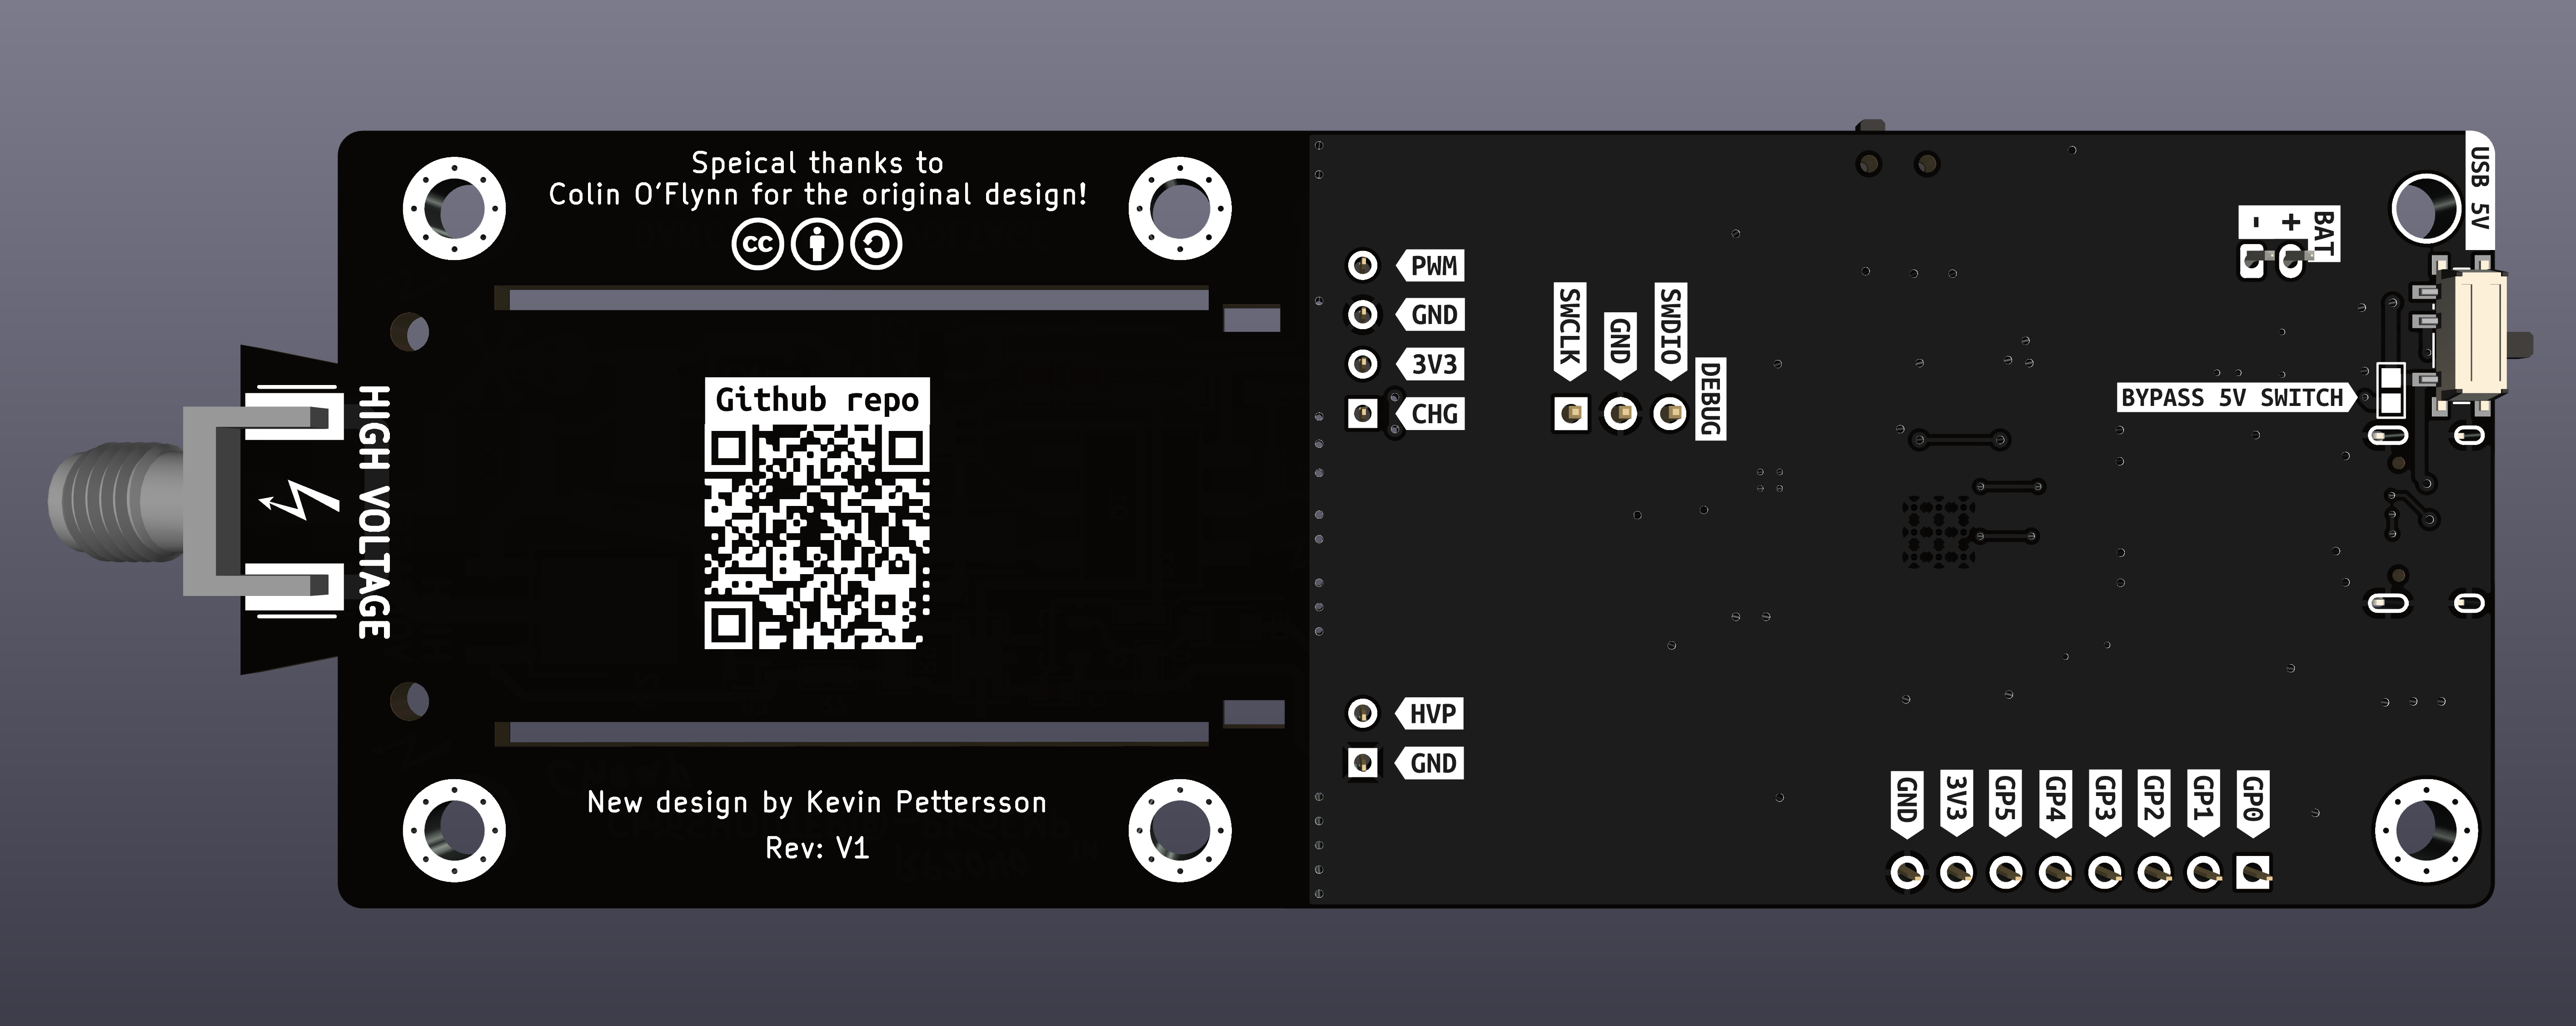 Speical thanks to
Colin O'Flynn for the original design!
cc
HIGH VOLTAGE
Github repo
New design by Kevin Pettersson
Rev: V1
PWM
GND
3V3
CHG
HVP
GND
SWCLK
GND
SWDIO
DEBUG
USB 5V
- +
BAT
BYPASS 5V SWITCH
GND
3V3
GP5
GP4
GP3
GP2
GP1
GP0